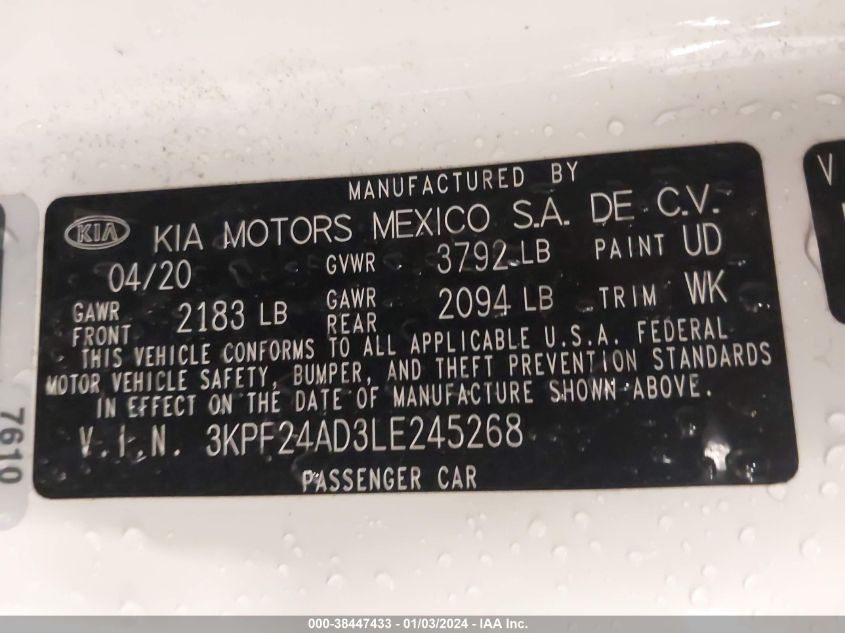 MANUFACTURED BY
KIA KIA MOTORS MEXICO S.A. DE C.V.
04/20 GVWR 3792 LB PAINT UD
GAWR FRONT 2183 LB GAWR REAR 2094 LB TRIM WK
THIS VEHICLE CONFORMS TO ALL APPLICABLE U.S.A. FEDERAL
MOTOR VEHICLE SAFETY, BUMPER, AND THEFT PREVENTION STANDARDS
IN EFFECT ON THE DATE OF MANUFACTURE SHOWN ABOVE.
V.I.N. 3KPF24AD3LE245268
PASSENGER CAR
7610
V
000-38447433 - 01/03/2024 - IAA Inc.